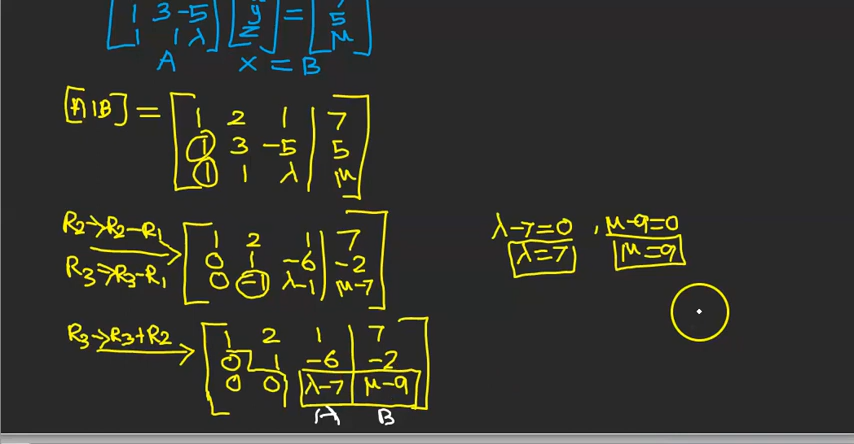 [1 3 -5] [y] = [5]
[1 1 λ] [z] [μ]
A X = B
[A|B] = [1 2 1 | 7]
[1 3 -5 | 5]
[1 1 λ | μ]
R2→R2-R1 [1 2 1 | 7]
[0 1 -6 | -2]
R3→R3-R1 [0 -1 λ-1 | μ-7]
λ-7=0 , μ-9=0
λ=7 μ=9
R3→R3+R2 [1 2 1 | 7]
[0 1 -6 | -2]
[0 0 λ-7 | μ-9]
A B